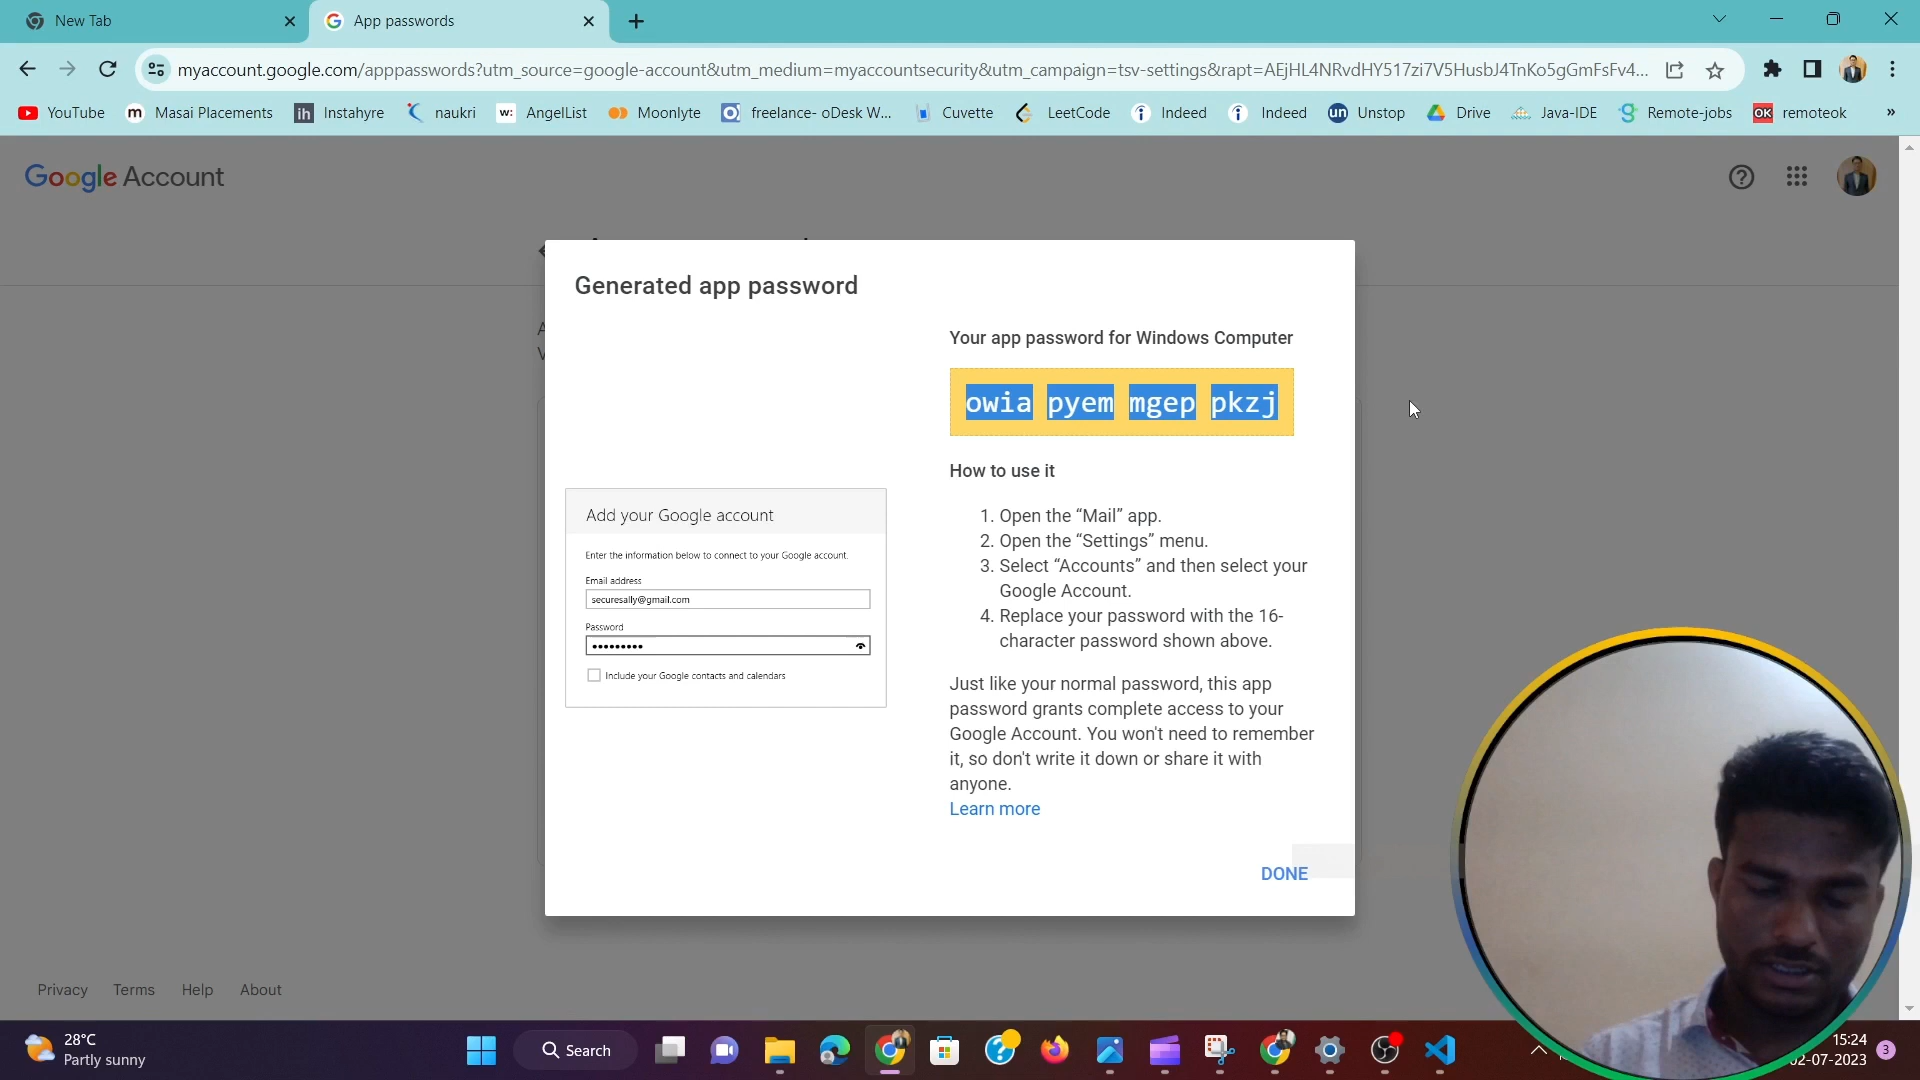 New Tab
App passwords
myaccount.google.com/apppasswords?utm_source=google-account&utm_medium=myaccountsecurity&utm_campaign=tsv-settings&rapt=AEjHL4NRvdHY517zi7V5HusbJ4TnKo5gGmFsFv4...
YouTube
m Masai Placements
ih Instahyre
naukri
w: AngelList
Moonlyte
freelance- oDesk W...
Cuvette
LeetCode
Indeed
Indeed
un Unstop
Drive
Java-IDE
Remote-jobs
OK remoteok
»
Google Account
Generated app password
Your app password for Windows Computer
owia pyem mgep pkzj
How to use it
1. Open the “Mail” app.
2. Open the “Settings” menu.
3. Select “Accounts” and then select your
Google Account.
4. Replace your password with the 16-
character password shown above.
Just like your normal password, this app
password grants complete access to your
Google Account. You won't need to remember
it, so don't write it down or share it with
anyone.
Learn more
DONE
Add your Google account
Enter the information below to connect to your Google account.
Email address
securesally@gmail.com
Password
•••••••••
Include your Google contacts and calendars
Privacy
Terms
Help
About
28°C
Partly sunny
Search
15:24
02-07-2023
3